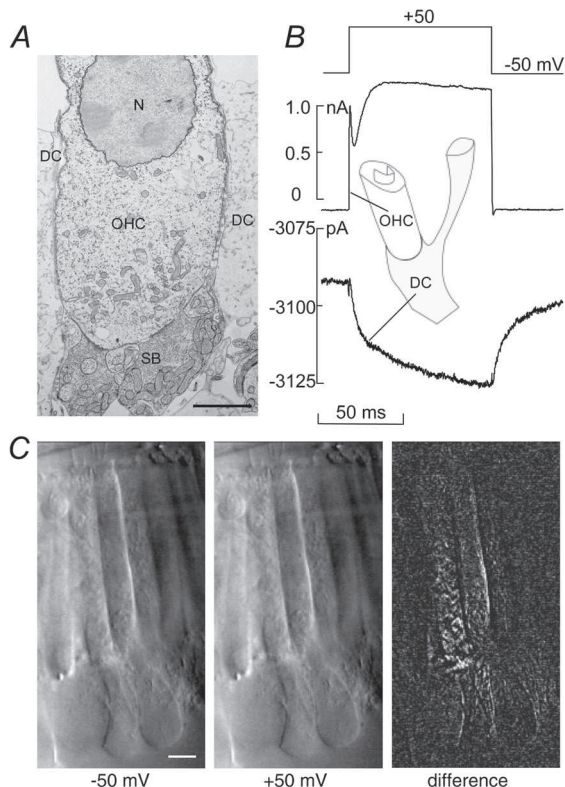 A
N
DC
OHC
DC
SB
B
+50
-50 mV
1.0
nA
0.5
0
OHC
-3075
pA
DC
-3100
-3125
50 ms
C
-50 mV
+50 mV
difference